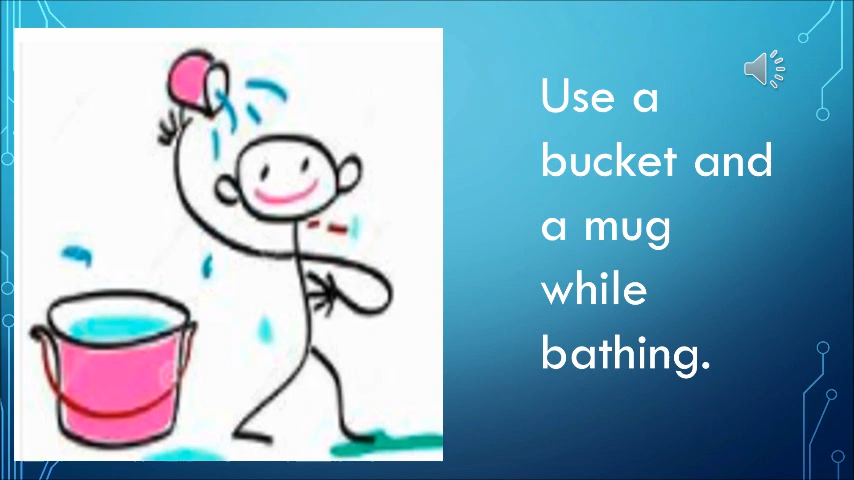 Use a
bucket and
a mug
while
bathing.